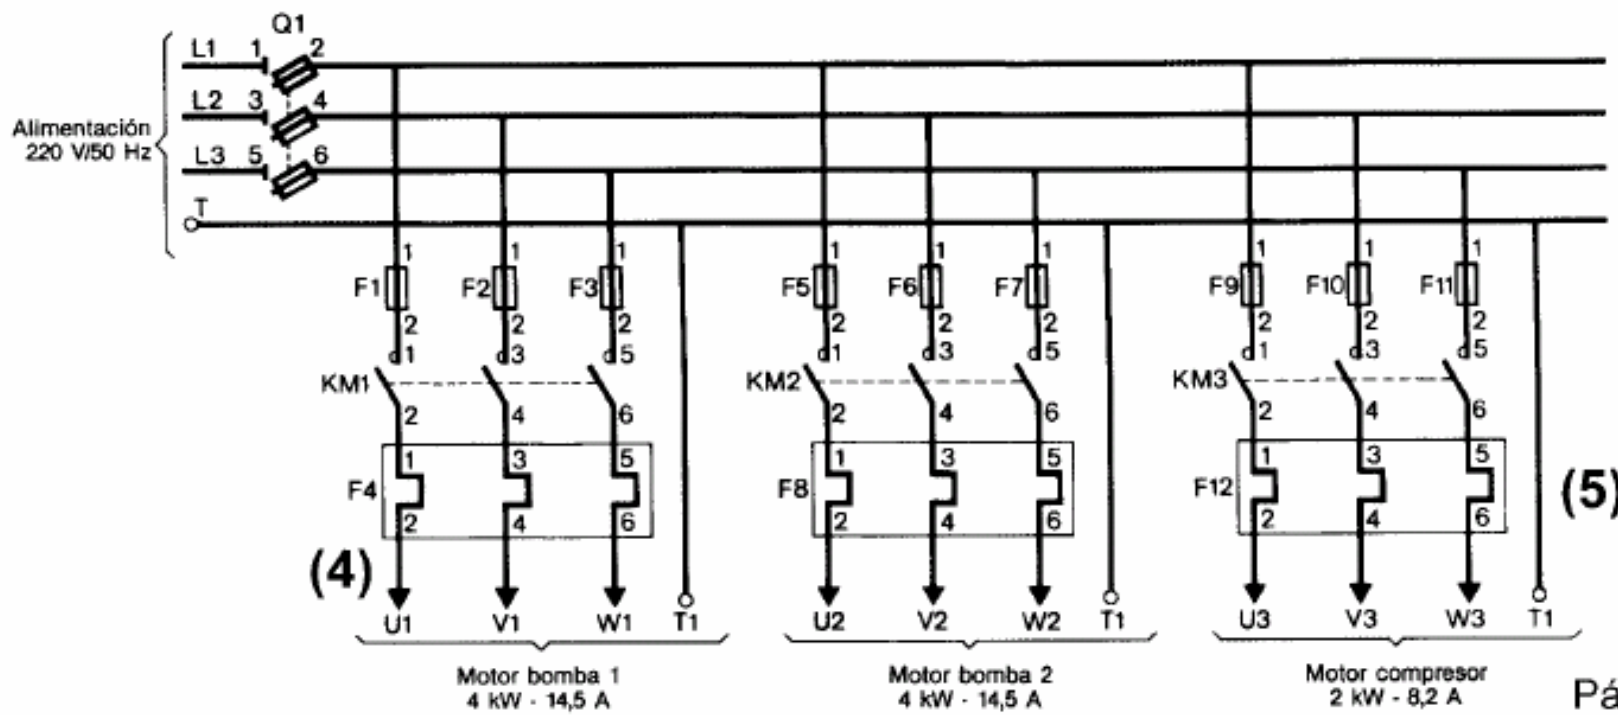 Q1
L1 1 2
L2 3 4
Alimentación
220 V/50 Hz
L3 5 6
T
1 1 1 1 1 1 1 1 1
F1 F2 F3 F5 F6 F7 F9 F10 F11
2 2 2 2 2 2 2 2 2
1 3 5 1 3 5 1 3 5
KM1 KM2 KM3
2 4 6 2 4 6 2 4 6
1 3 5 1 3 5 1 3 5
F4 F8 F12 (5)
2 4 6 2 4 6 2 4 6
(4)
U1 V1 W1 T1 U2 V2 W2 T1 U3 V3 W3 T1
Motor bomba 1 Motor bomba 2 Motor compresor
4 kW - 14,5 A 4 kW - 14,5 A 2 kW - 8,2 A
Pá